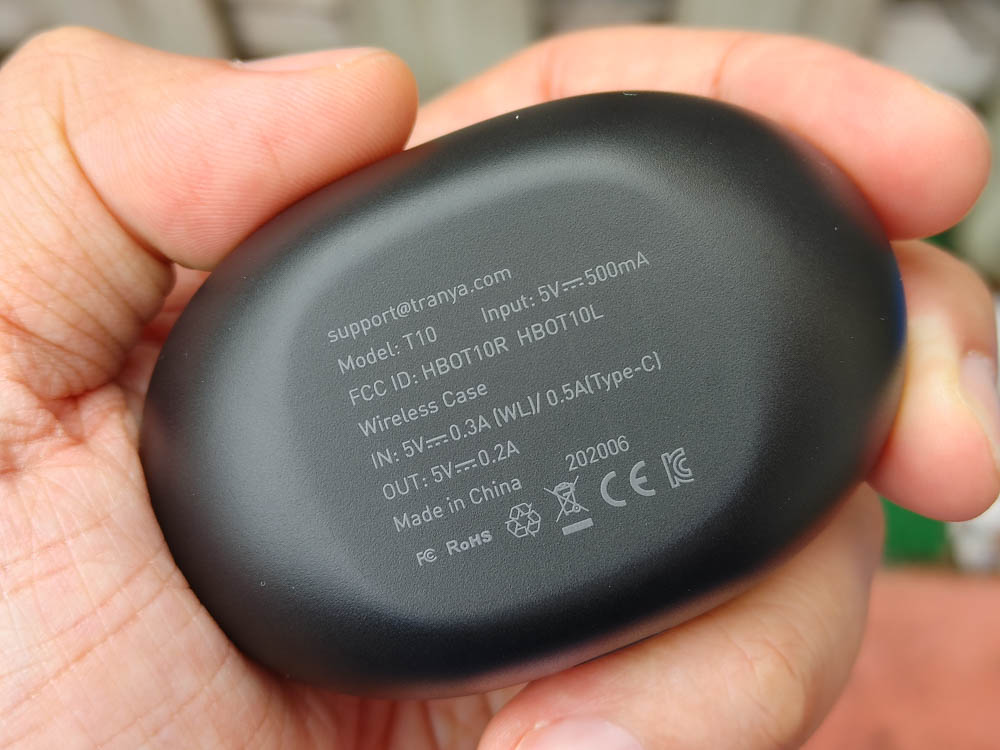 support@tranya.com
Model: T10 Input: 5V⎓500mA
FCC ID: HBOT10R HBOT10L
Wireless Case
IN: 5V⎓0.3A (WL)/ 0.5A(Type-C)
OUT: 5V⎓0.2A
Made in China 202006
FC RoHS CE